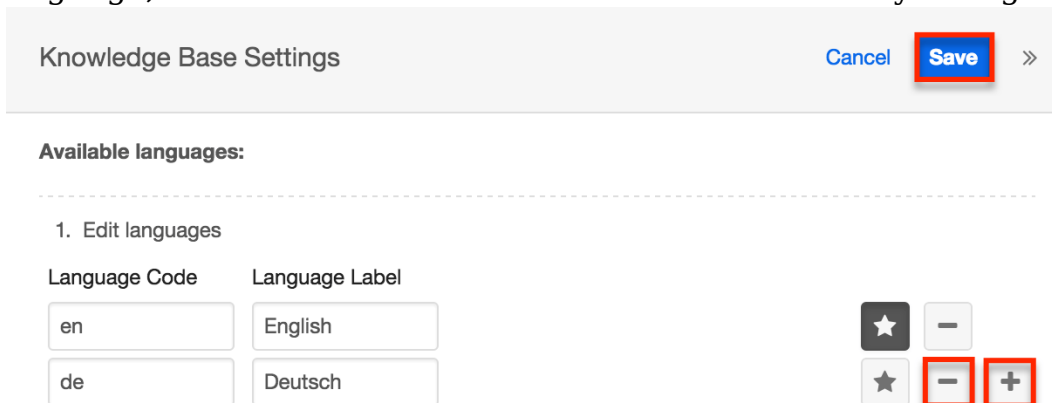 Knowledge Base Settings Cancel Save »
Available languages:
1. Edit languages
Language Code Language Label
en English
de Deutsch